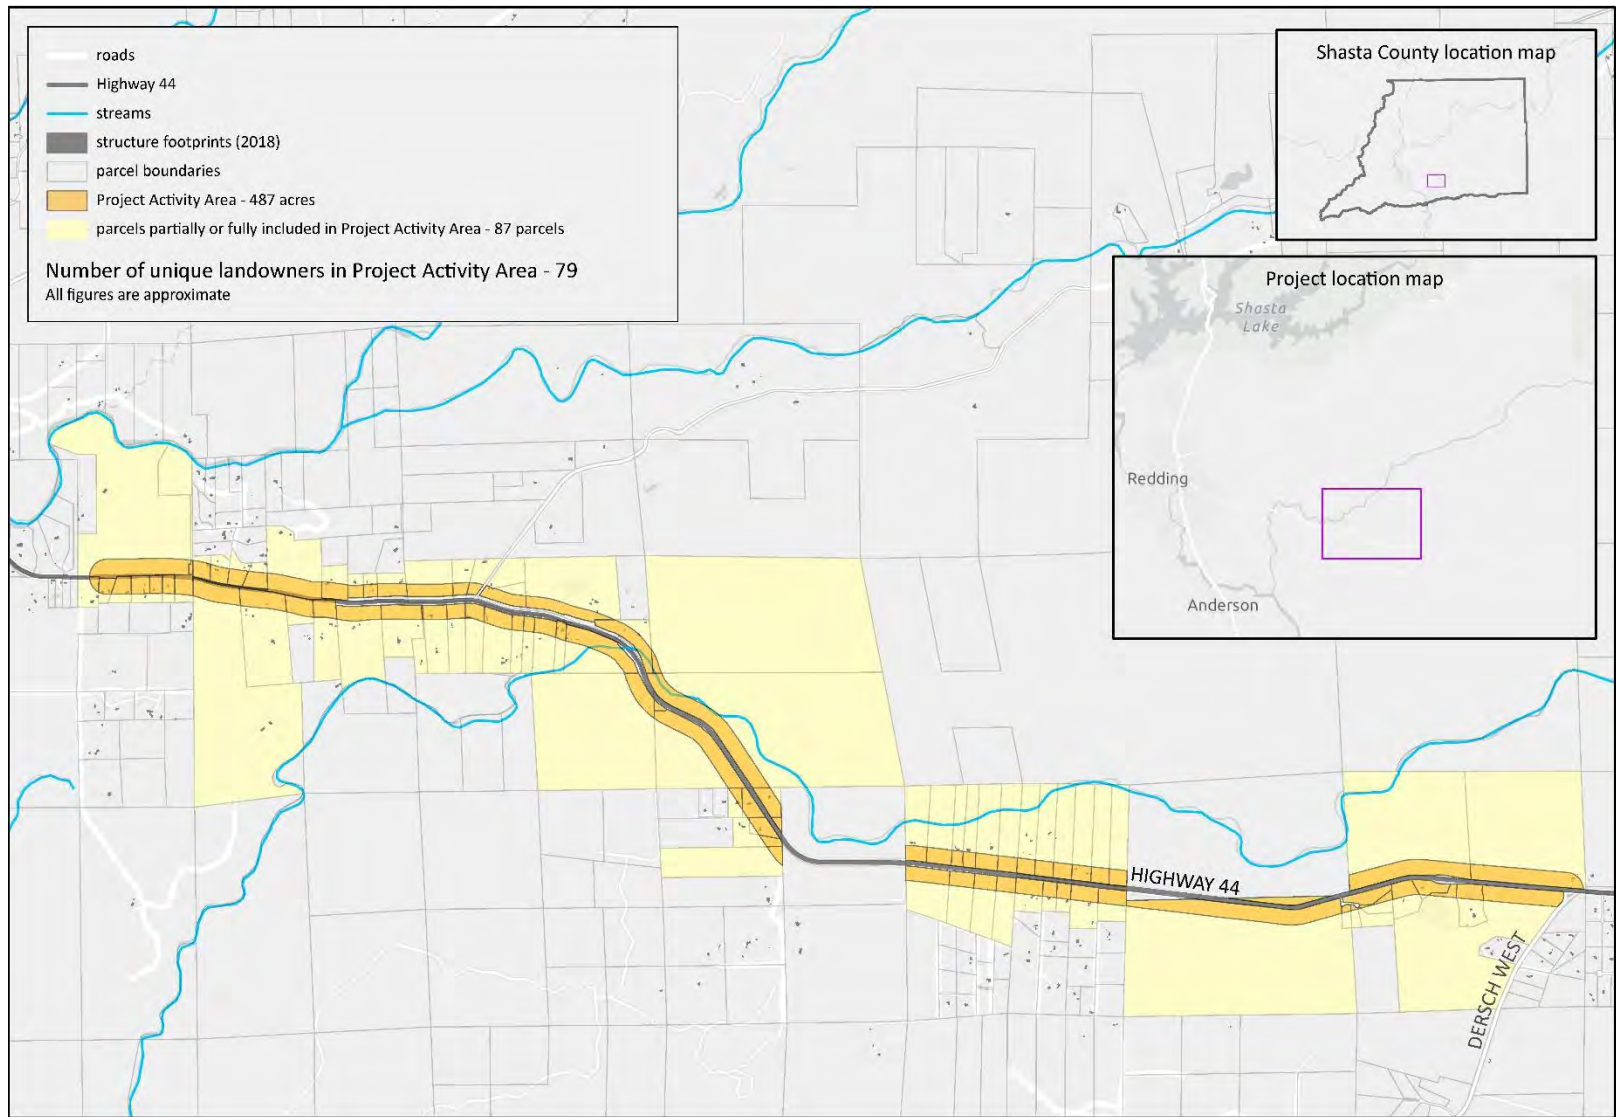 roads
Highway 44
streams
structure footprints (2018)
parcel boundaries
Project Activity Area - 487 acres
parcels partially or fully included in Project Activity Area - 87 parcels
Number of unique landowners in Project Activity Area - 79
All figures are approximate
Shasta County location map
Project location map
Shasta
Lake
Redding
Anderson
HIGHWAY 44
DERSCH WEST